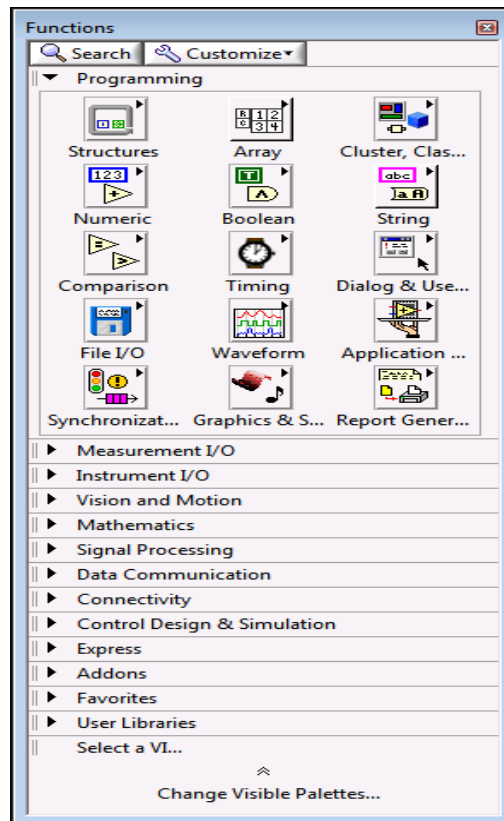 Functions
Search Customize
Programming
Structures Array Cluster, Clas...
Numeric Boolean String
Comparison Timing Dialog & Use...
File I/O Waveform Application ...
Synchronizat... Graphics & S... Report Gener...
Measurement I/O
Instrument I/O
Vision and Motion
Mathematics
Signal Processing
Data Communication
Connectivity
Control Design & Simulation
Express
Addons
Favorites
User Libraries
Select a VI...
Change Visible Palettes...